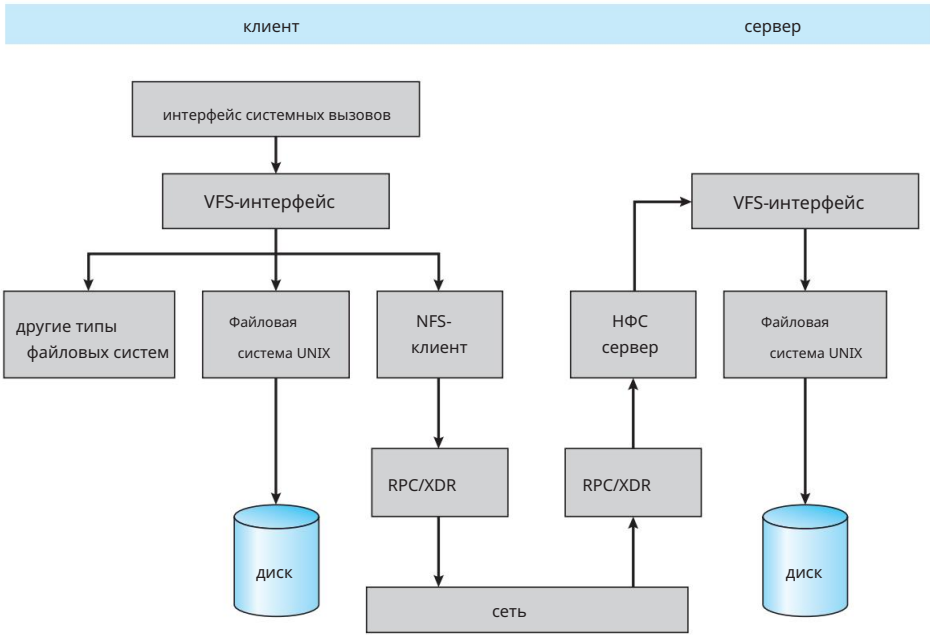 клиент
сервер
интерфейс системных вызовов
VFS-интерфейс
VFS-интерфейс
другие типы
файловых систем
Файловая
система UNIX
NFS-
клиент
НФС
сервер
Файловая
система UNIX
RPC/XDR
RPC/XDR
диск
диск
сеть